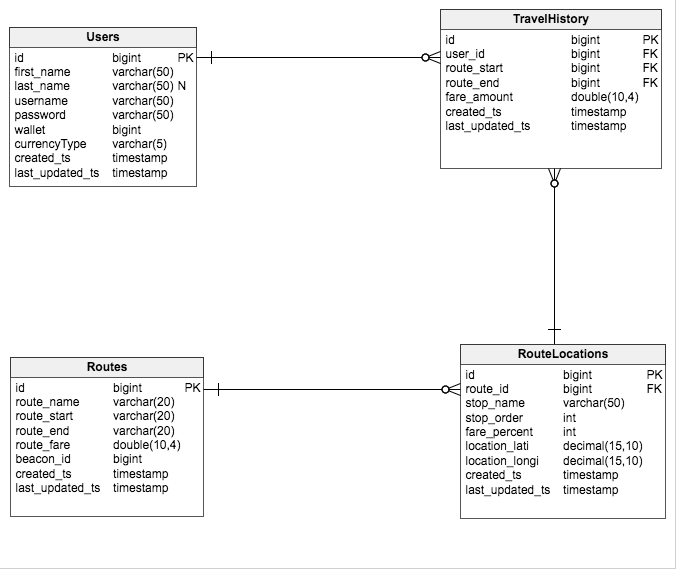 Users
id bigint PK
first_name varchar(50)
last_name varchar(50) N
username varchar(50)
password varchar(50)
wallet bigint
currencyType varchar(5)
created_ts timestamp
last_updated_ts timestamp
TravelHistory
id bigint PK
user_id bigint FK
route_start bigint FK
route_end bigint FK
fare_amount double(10,4)
created_ts timestamp
last_updated_ts timestamp
Routes
id bigint PK
route_name varchar(20)
route_start varchar(20)
route_end varchar(20)
route_fare double(10,4)
beacon_id bigint
created_ts timestamp
last_updated_ts timestamp
RouteLocations
id bigint PK
route_id bigint FK
stop_name varchar(50)
stop_order int
fare_percent int
location_lati decimal(15,10)
location_longi decimal(15,10)
created_ts timestamp
last_updated_ts timestamp